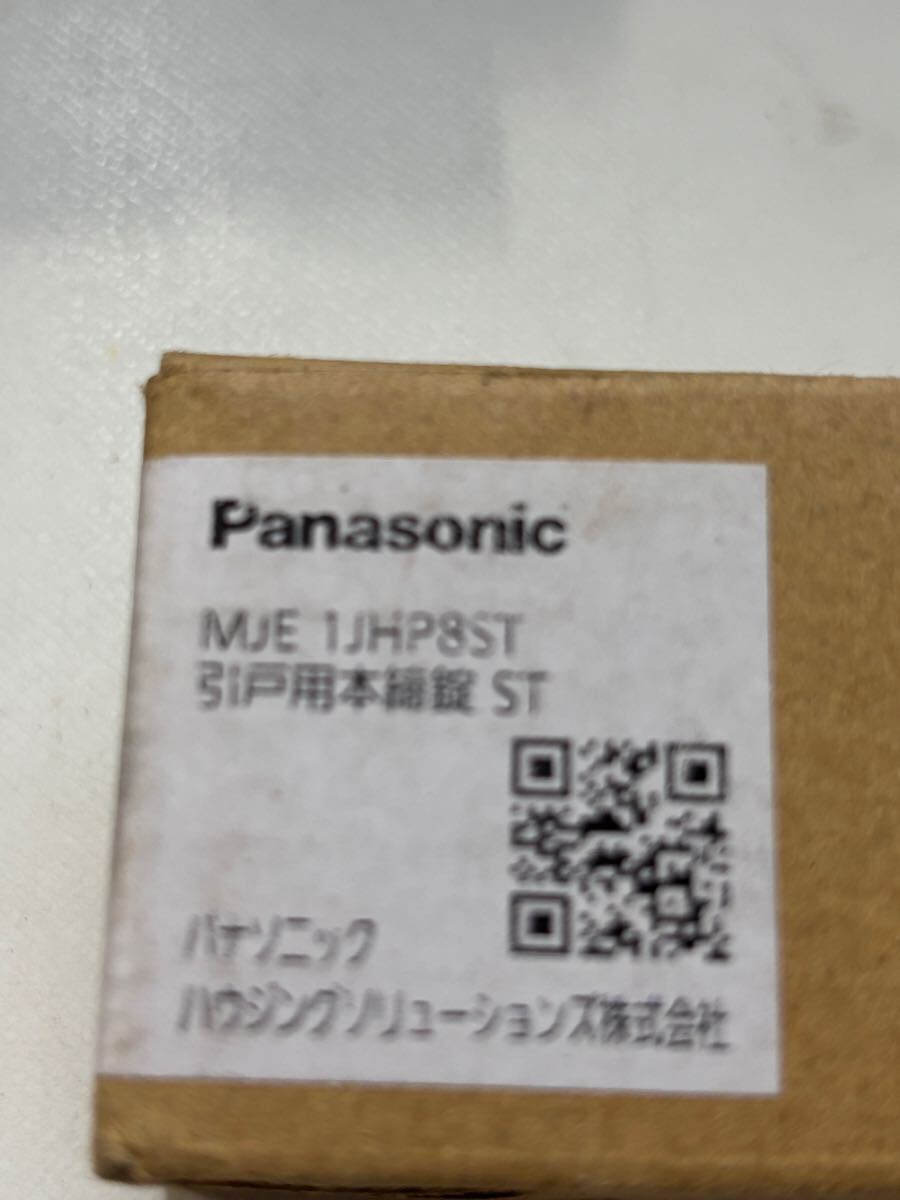 Panasonic
MJE 1JHP8ST
引戸用本締錠 ST
パナソニック
ハウジングソリューションズ株式会社